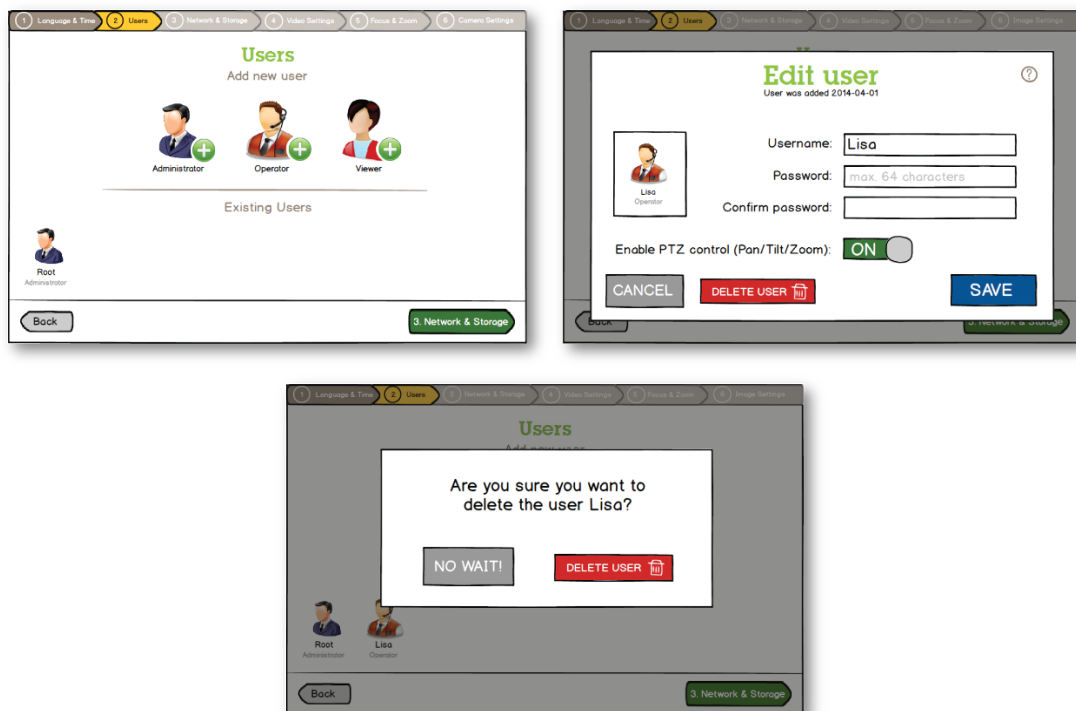 1 Language & Time 2 Users 3 Network & Storage 4 Video Settings 5 Focus & Zoom 6 Camera Settings
Users
Add new user
Administrator Operator Viewer
Existing Users
Root
Administrator
Back 3. Network & Storage
1 Language & Time 2 Users 3 Network & Storage 4 Video Settings 5 Focus & Zoom 6 Image Settings
Edit user
?
User was added 2014-04-01
Username: Lisa
Password: max. 64 characters
Confirm password:
Lisa
Operator
Enable PTZ control (Pan/Tilt/Zoom): ON
CANCEL DELETE USER SAVE
Back 3. Network & Storage
1 Language & Time 2 Users 3 Network & Storage 4 Video Settings 5 Focus & Zoom 6 Image Settings
Users
Add new user
Are you sure you want to
delete the user Lisa?
NO WAIT! DELETE USER
Root Lisa
Administrator Operator
Back 3. Network & Storage